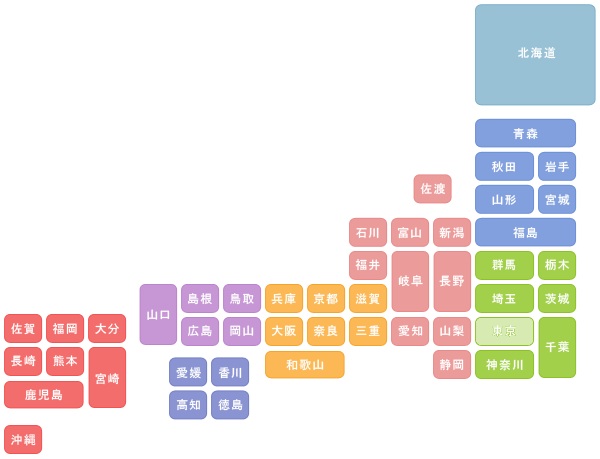 北海道
青森
秋田
岩手
佐渡
山形
宮城
石川
富山
新潟
福島
福井
岐阜
長野
群馬
栃木
山口
島根
鳥取
兵庫
京都
滋賀
埼玉
茨城
佐賀
福岡
大分
広島
岡山
大阪
奈良
三重
愛知
山梨
東京
千葉
長崎
熊本
宮崎
愛媛
香川
和歌山
静岡
神奈川
鹿児島
高知
徳島
沖縄